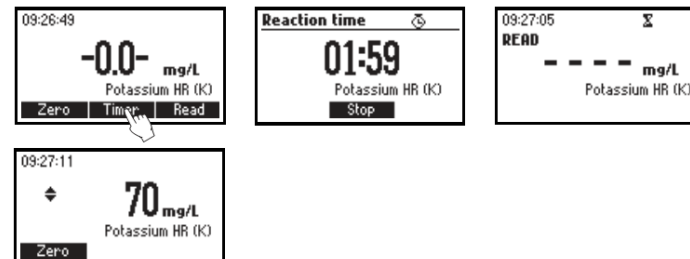 09:26:49
-0.0- mg/L
Potassium HR (K)
Zero Timer Read
Reaction time
01:59
Potassium HR (K)
Stop
09:27:05
READ
- - - - mg/L
Potassium HR (K)
09:27:11
70 mg/L
Potassium HR (K)
Zero